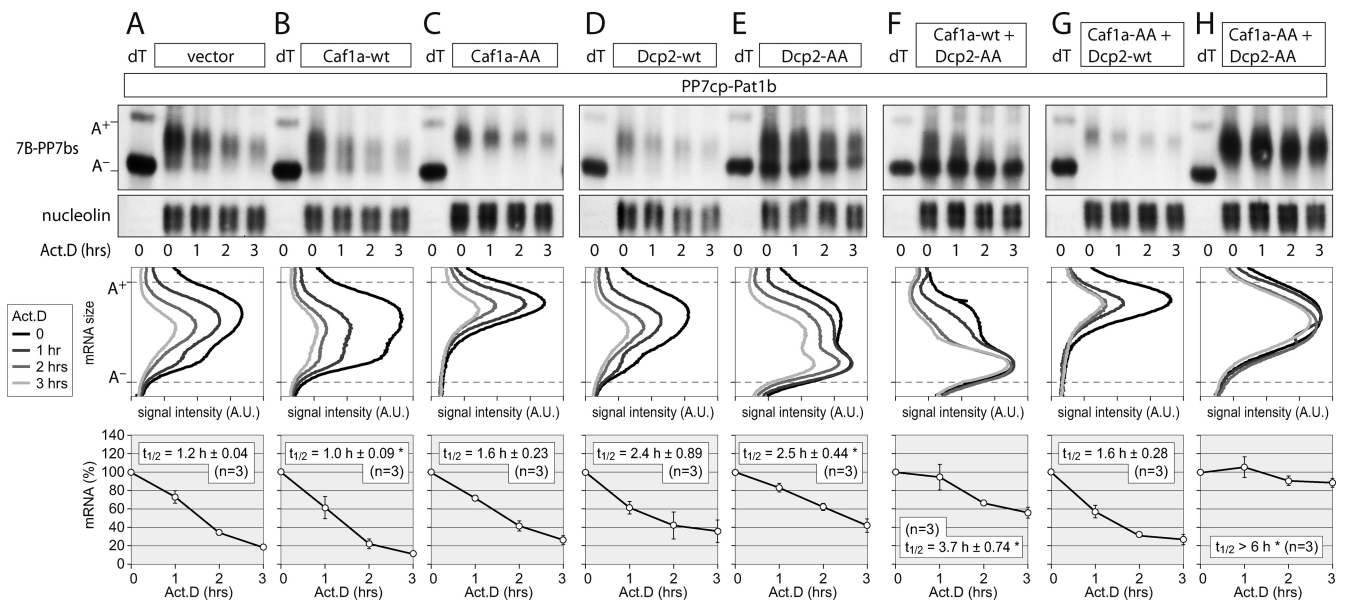 A B C D E F G H
dT vector dT Caf1a-wt dT Caf1a-AA dT Dcp2-wt dT Dcp2-AA dT Caf1a-wt + Dcp2-AA dT Caf1a-AA + Dcp2-wt dT Caf1a-AA + Dcp2-AA
PP7cp-Pat1b
A+
7B-PP7bs
A−
nucleolin
Act.D (hrs) 0 0 1 2 3 0 0 1 2 3 0 0 1 2 3 0 0 1 2 3 0 0 1 2 3 0 0 1 2 3 0 0 1 2 3 0 0 1 2 3
A+
mRNA size
A−
Act.D
0
1 hr
2 hrs
3 hrs
signal intensity (A.U.) signal intensity (A.U.) signal intensity (A.U.) signal intensity (A.U.) signal intensity (A.U.) signal intensity (A.U.) signal intensity (A.U.) signal intensity (A.U.)
mRNA (%)
140
120
100
80
60
40
20
0
t1/2 = 1.2 h ± 0.04
(n=3)
t1/2 = 1.0 h ± 0.09 *
(n=3)
t1/2 = 1.6 h ± 0.23
(n=3)
t1/2 = 2.4 h ± 0.89
(n=3)
t1/2 = 2.5 h ± 0.44 *
(n=3)
(n=3)
t1/2 = 3.7 h ± 0.74 *
t1/2 = 1.6 h ± 0.28
(n=3)
t1/2 > 6 h * (n=3)
0 1 2 3 0 1 2 3 0 1 2 3 0 1 2 3 0 1 2 3 0 1 2 3 0 1 2 3 0 1 2 3
Act.D (hrs) Act.D (hrs) Act.D (hrs) Act.D (hrs) Act.D (hrs) Act.D (hrs) Act.D (hrs) Act.D (hrs)